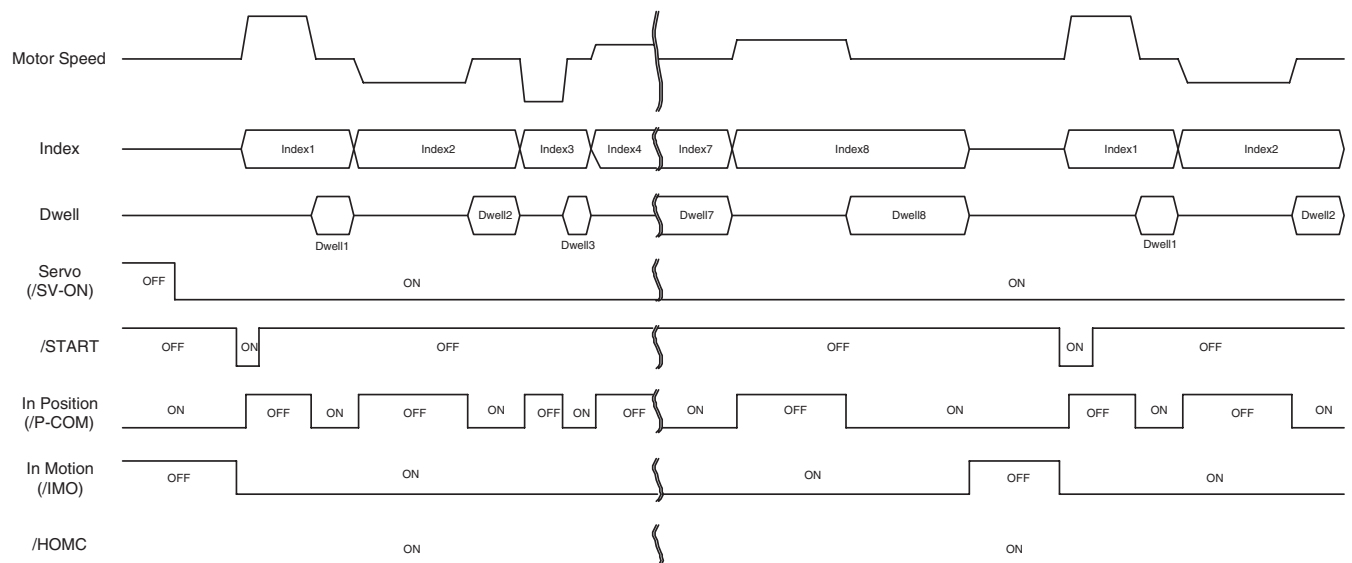 Motor Speed
Index
Index1
Index2
Index3
Index4
Index7
Index8
Index1
Index2
Dwell
Dwell1
Dwell2
Dwell3
Dwell7
Dwell8
Dwell1
Dwell2
Servo
(/SV-ON)
OFF
ON
ON
/START
OFF
ON
OFF
OFF
ON
OFF
In Position
(/P-COM)
ON
OFF
ON
OFF
ON
OFF
ON
OFF
ON
OFF
ON
OFF
ON
OFF
ON
In Motion
(/IMO)
OFF
ON
ON
OFF
ON
/HOMC
ON
ON